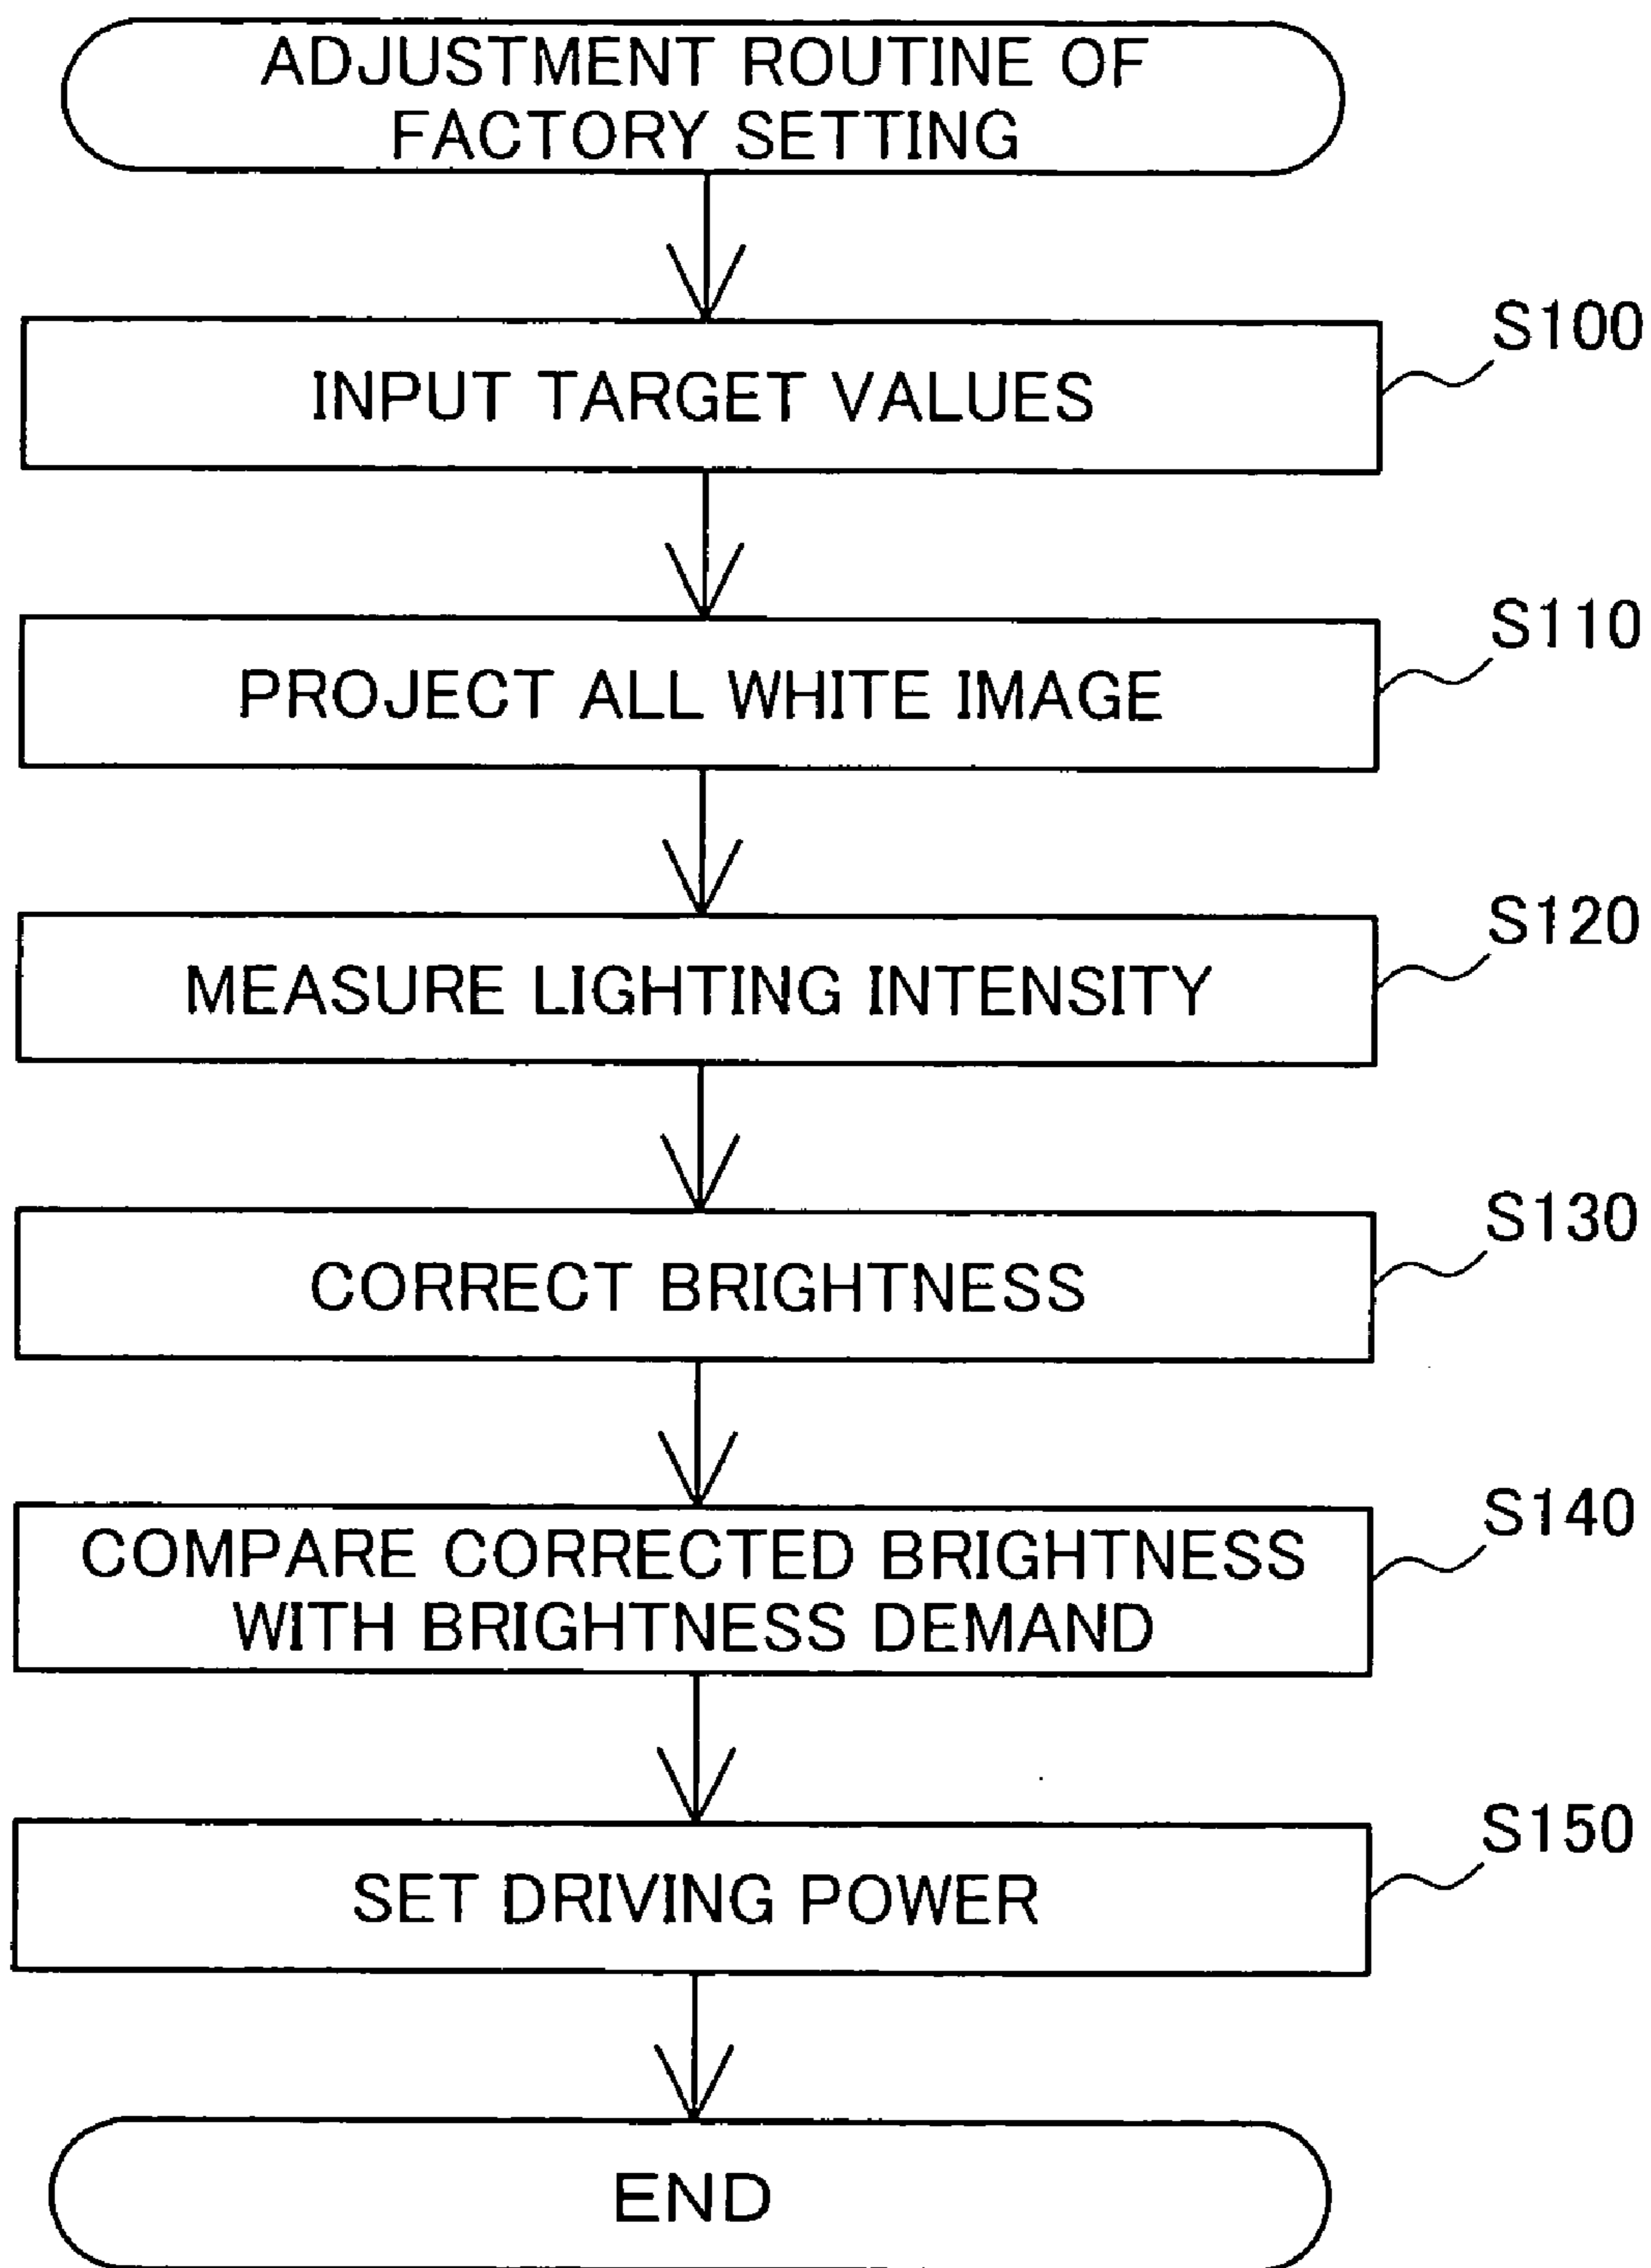 ADJUSTMENT ROUTINE OF
FACTORY SETTING
S100
INPUT TARGET VALUES
S110
PROJECT ALL WHITE IMAGE
S120
MEASURE LIGHTING INTENSITY
S130
CORRECT BRIGHTNESS
S140
COMPARE CORRECTED BRIGHTNESS
WITH BRIGHTNESS DEMAND
S150
SET DRIVING POWER
END